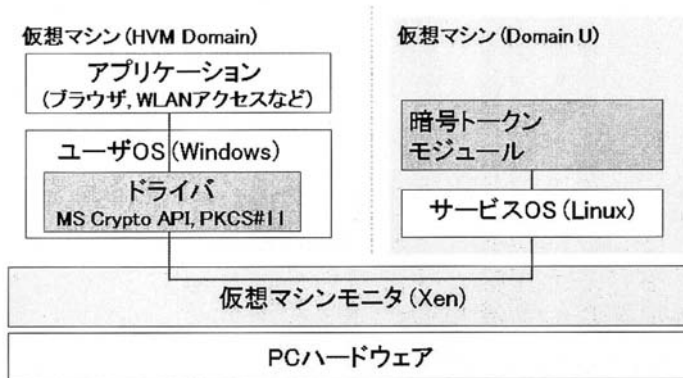 仮想マシン(HVM Domain)
アプリケーション
(ブラウザ, WLANアクセスなど)
ユーザOS(Windows)
ドライバ
MS Crypto API, PKCS#11
仮想マシン(Domain U)
暗号トークン
モジュール
サービスOS(Linux)
仮想マシンモニタ(Xen)
PCハードウェア